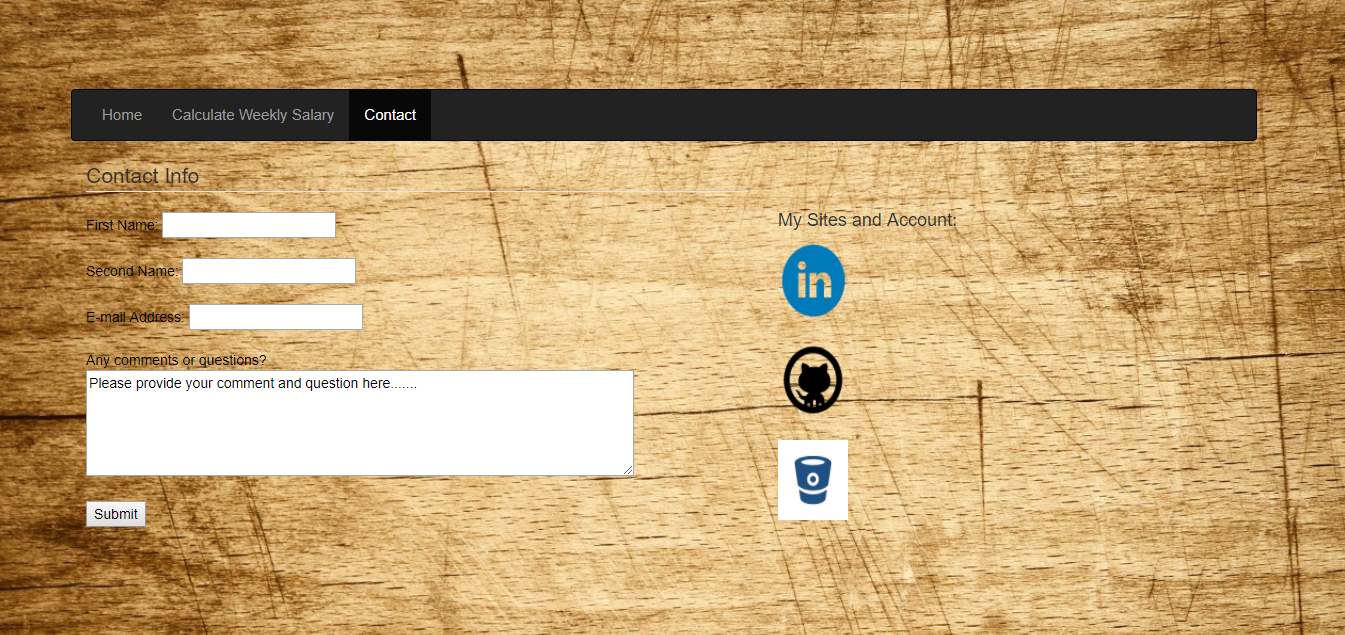 Home Calculate Weekly Salary Contact
Contact Info
First Name:
Second Name:
E-mail Address:
Any comments or questions?
Please provide your comment and question here.......
Submit
My Sites and Account:
in